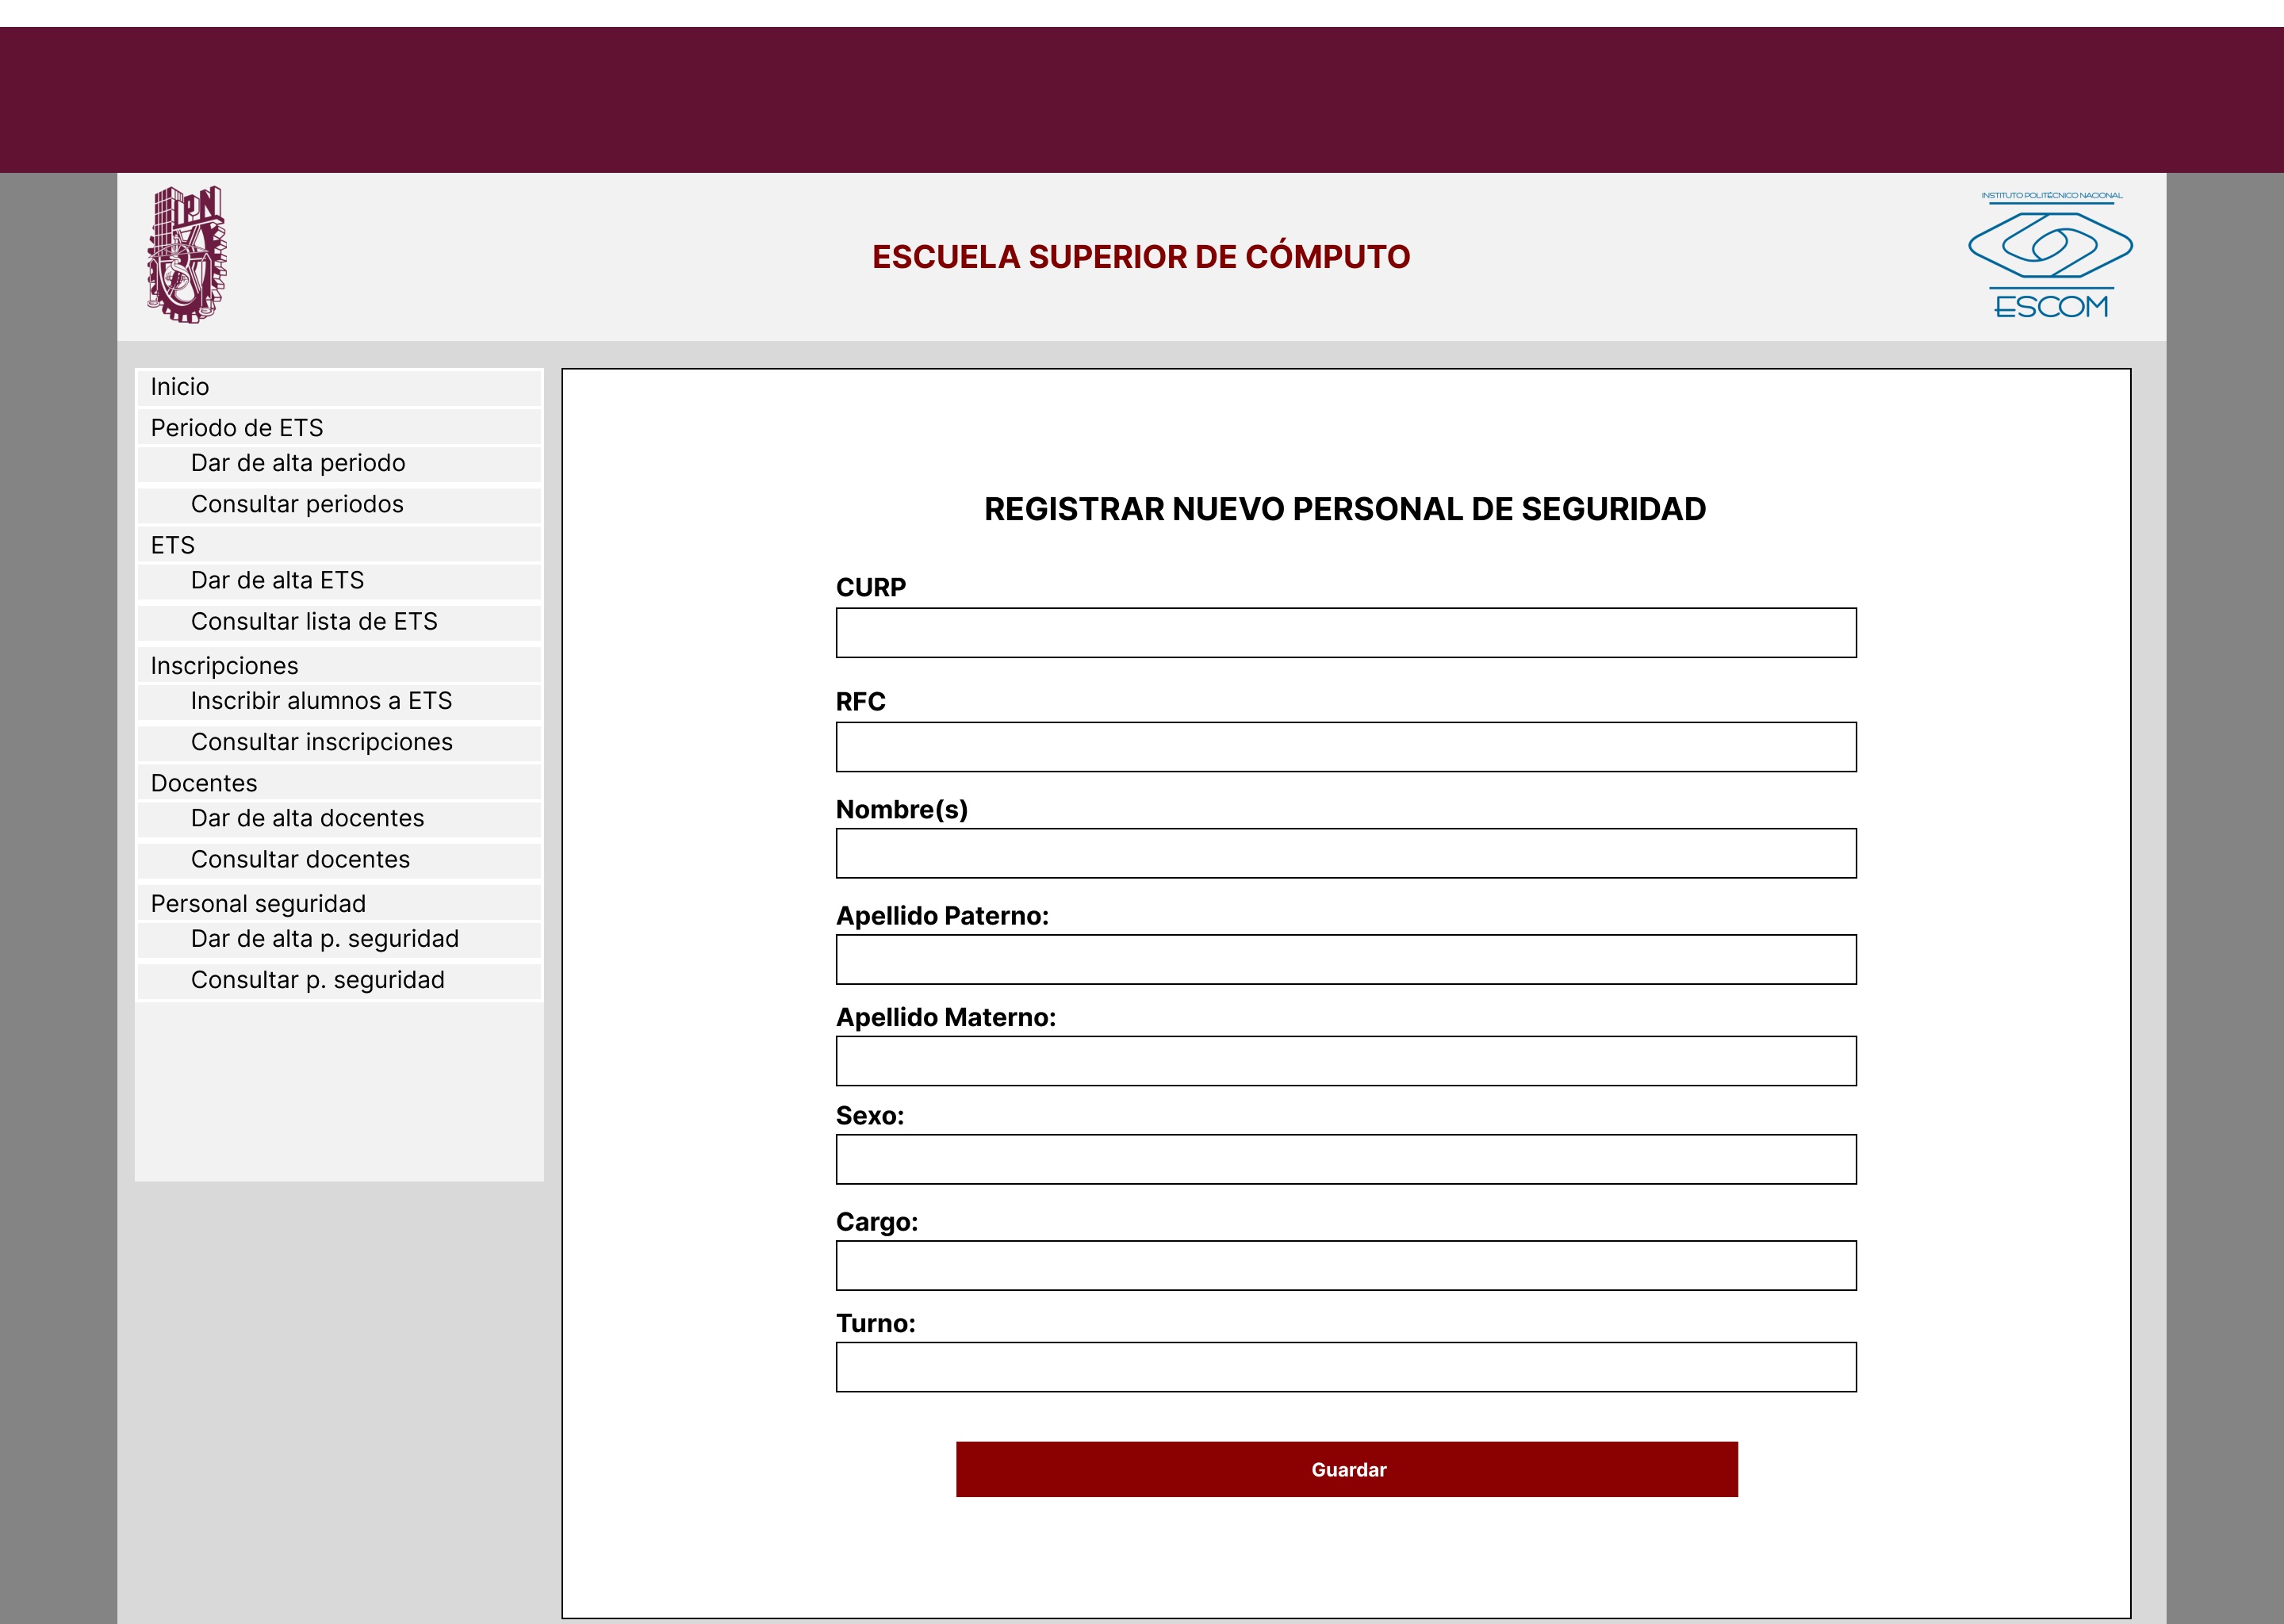 IPN
ESCUELA SUPERIOR DE CÓMPUTO
INSTITUTO POLITÉCNICO NACIONAL
ESCOM
Inicio
Periodo de ETS
Dar de alta periodo
Consultar periodos
ETS
Dar de alta ETS
Consultar lista de ETS
Inscripciones
Inscribir alumnos a ETS
Consultar inscripciones
Docentes
Dar de alta docentes
Consultar docentes
Personal seguridad
Dar de alta p. seguridad
Consultar p. seguridad
REGISTRAR NUEVO PERSONAL DE SEGURIDAD
CURP
RFC
Nombre(s)
Apellido Paterno:
Apellido Materno:
Sexo:
Cargo:
Turno:
Guardar